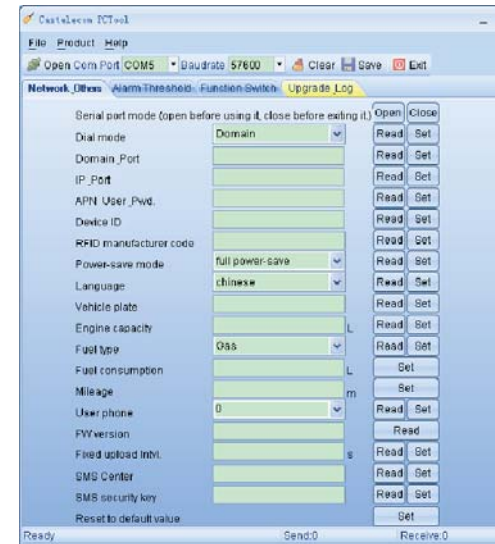 Castelecom PCTool
File Product Help
Open Com Port COM5 Baudrate 57600 Clear Save Exit
Network_Others Alarm Threshold Function Switch Upgrade_Log
Serial port mode (open before using it, close before exiting it.) Open Close
Dial mode Domain Read Set
Domain_Port Read Set
IP_Port Read Set
APN_User_Pwd. Read Set
Device ID Read Set
RFID manufacturer code Read Set
Power-save mode full power-save Read Set
Language chinese Read Set
Vehicle plate Read Set
Engine capacity L Read Set
Fuel type Gas Read Set
Fuel consumption L Set
Mileage m Set
User phone 0 Read Set
FW version Read
Fixed upload Intvl. s Read Set
SMS Center Read Set
SMS security key Read Set
Reset to default value Set
Ready Send:0 Receive:0